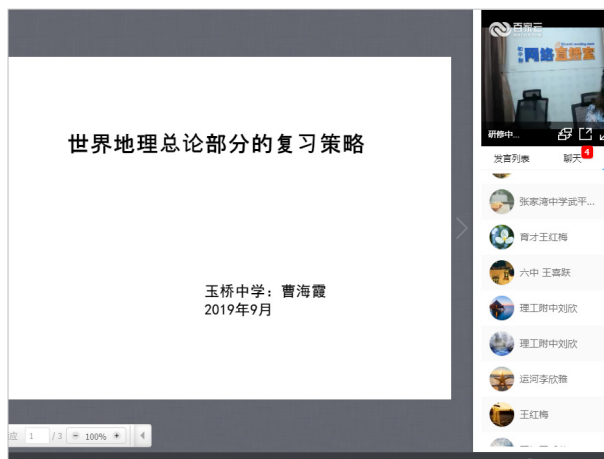 世界地理总论部分的复习策略
玉桥中学：曹海霞
2019年9月
应 1 / 3 100%
百家云
网络直播室
研修中...
发言列表 聊天 4
张家湾中学武平...
育才王红梅
六中 王喜跃
理工附中刘欣
理工附中刘欣
运河李欣雅
王红梅